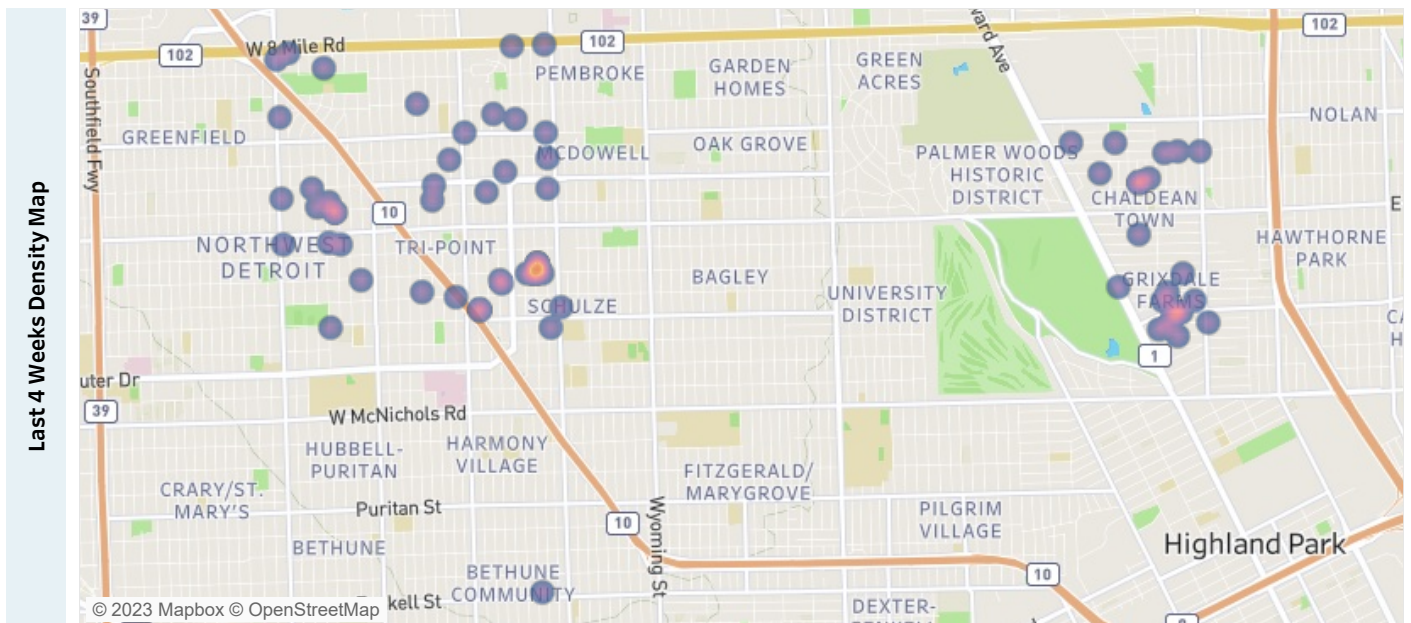 Last 4 Weeks Density Map
39
102
W 8 Mile Rd
102
102
PEMBROKE
GARDEN
HOMES
GREEN
ACRES
ward Ave
NOLAN
Southfield Fwy
GREENFIELD
MCDOWELL
OAK GROVE
PALMER WOODS
HISTORIC
DISTRICT
CHALDEAN
TOWN
10
E
NORTHWEST
DETROIT
TRI-POINT
HAWTHORNE
PARK
BAGLEY
GRIXDALE
FARMS
SCHULZE
UNIVERSITY
DISTRICT
CA
H
1
uter Dr
39
W McNichols Rd
HUBBELL-
PURITAN
HARMONY
VILLAGE
FITZGERALD/
MARYGROVE
CRARY/ST.
MARY'S
Puritan St
Wyoming St
10
PILGRIM
VILLAGE
BETHUNE
Highland Park
BETHUNE
COMMUNITY
10
kell St
DEXTER-
© 2023 Mapbox © OpenStreetMap